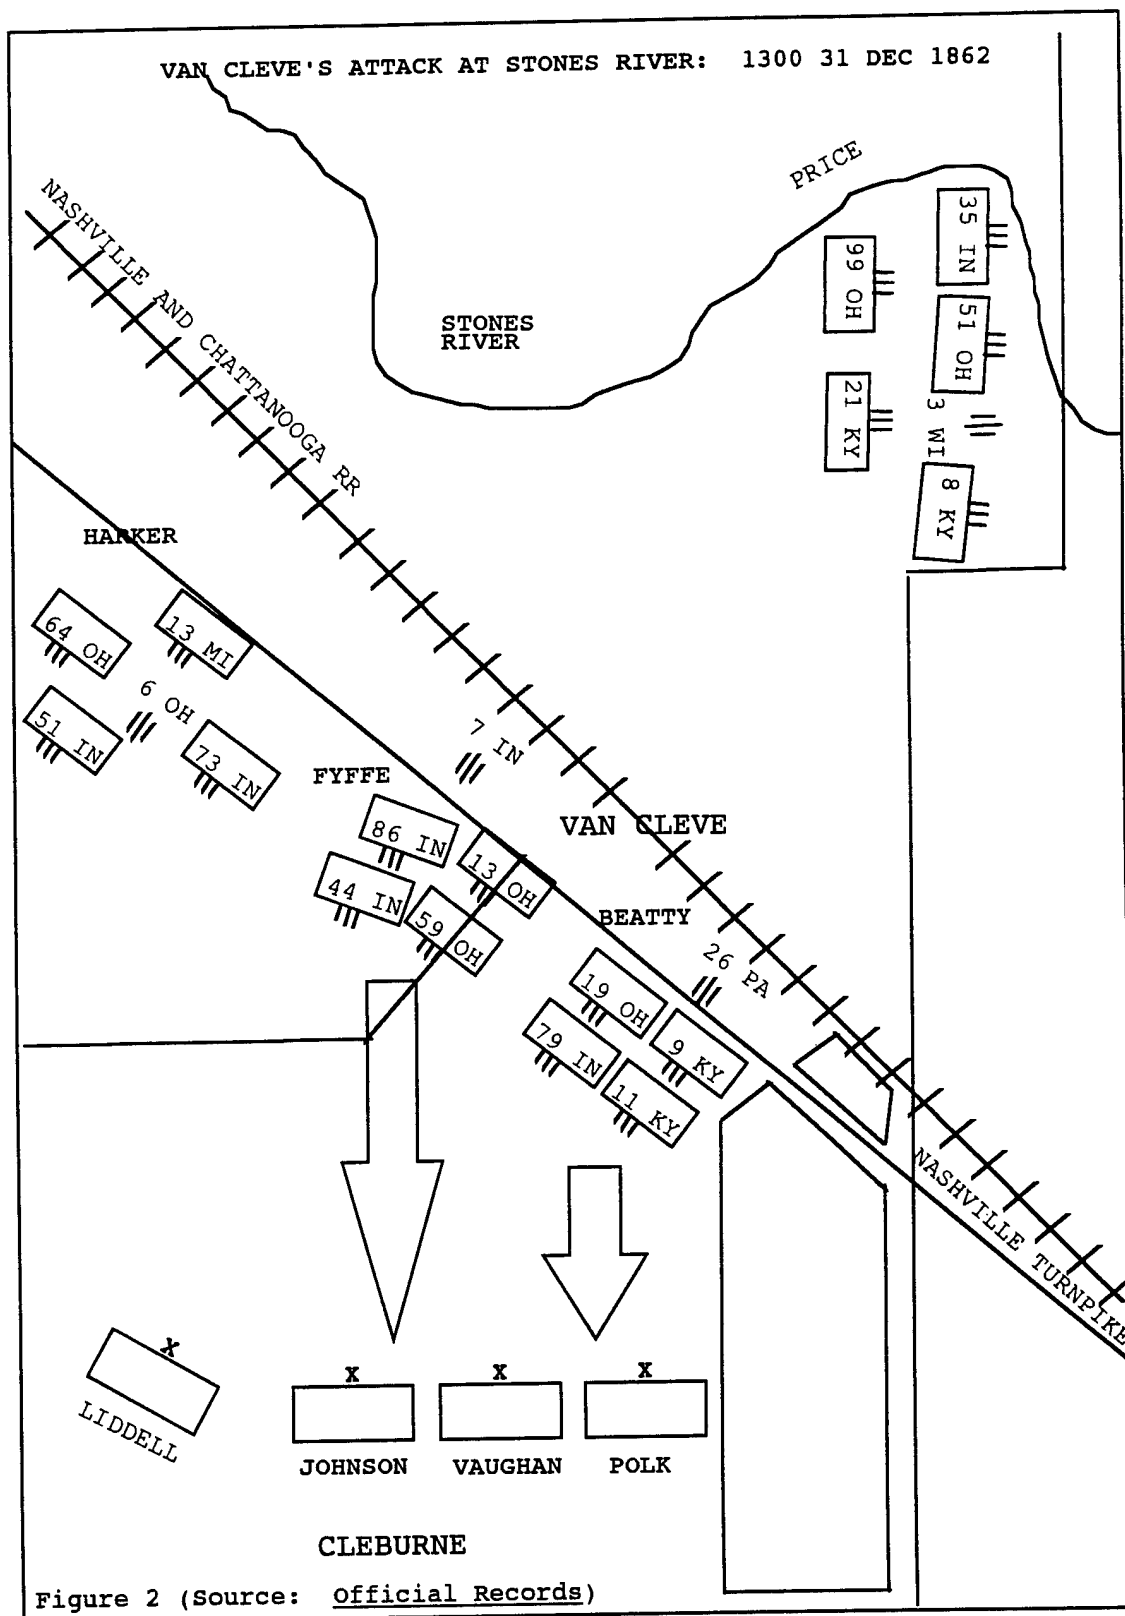 VAN CLEVE'S ATTACK AT STONES RIVER: 1300 31 DEC 1862
PRICE
NASHVILLE AND CHATTANOOGA RR
STONES
RIVER
35 IN
99 OH
51 OH
21 KY
3 WI
8 KY
HARKER
64 OH
13 MI
6 OH
51 IN
73 IN
7 IN
FYFFE
VAN CLEVE
86 IN
13 OH
44 IN
59 OH
BEATTY
26 PA
19 OH
79 IN
9 KY
11 KY
NASHVILLE TURNPIKE
X
LIDDELL
X
X
X
JOHNSON
VAUGHAN
POLK
CLEBURNE
Figure 2 (Source: Official Records)